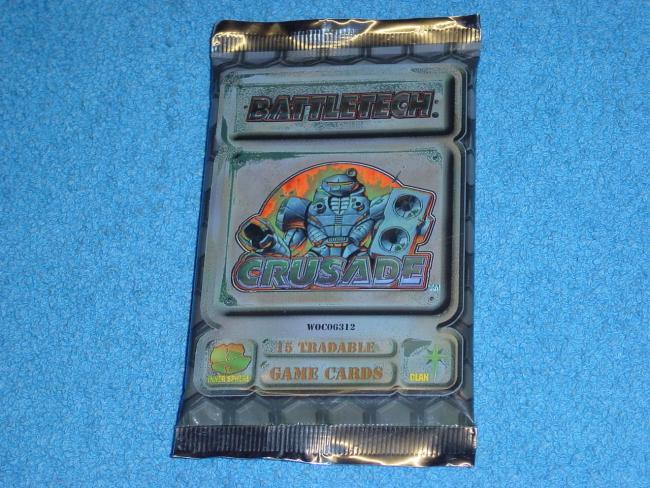 BATTLETECH
CRUSADE
WOC06312
15 TRADABLE
GAME CARDS
INNER SPHERE
CLAN